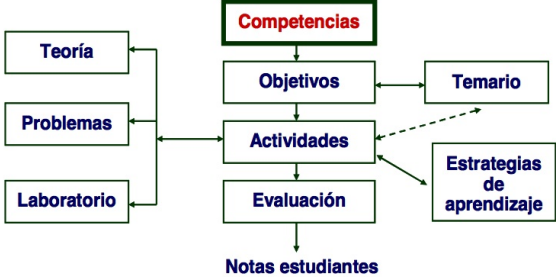 Competencias
Teoría
Objetivos
Temario
Problemas
Actividades
Estrategias
de
aprendizaje
Laboratorio
Evaluación
Notas estudiantes